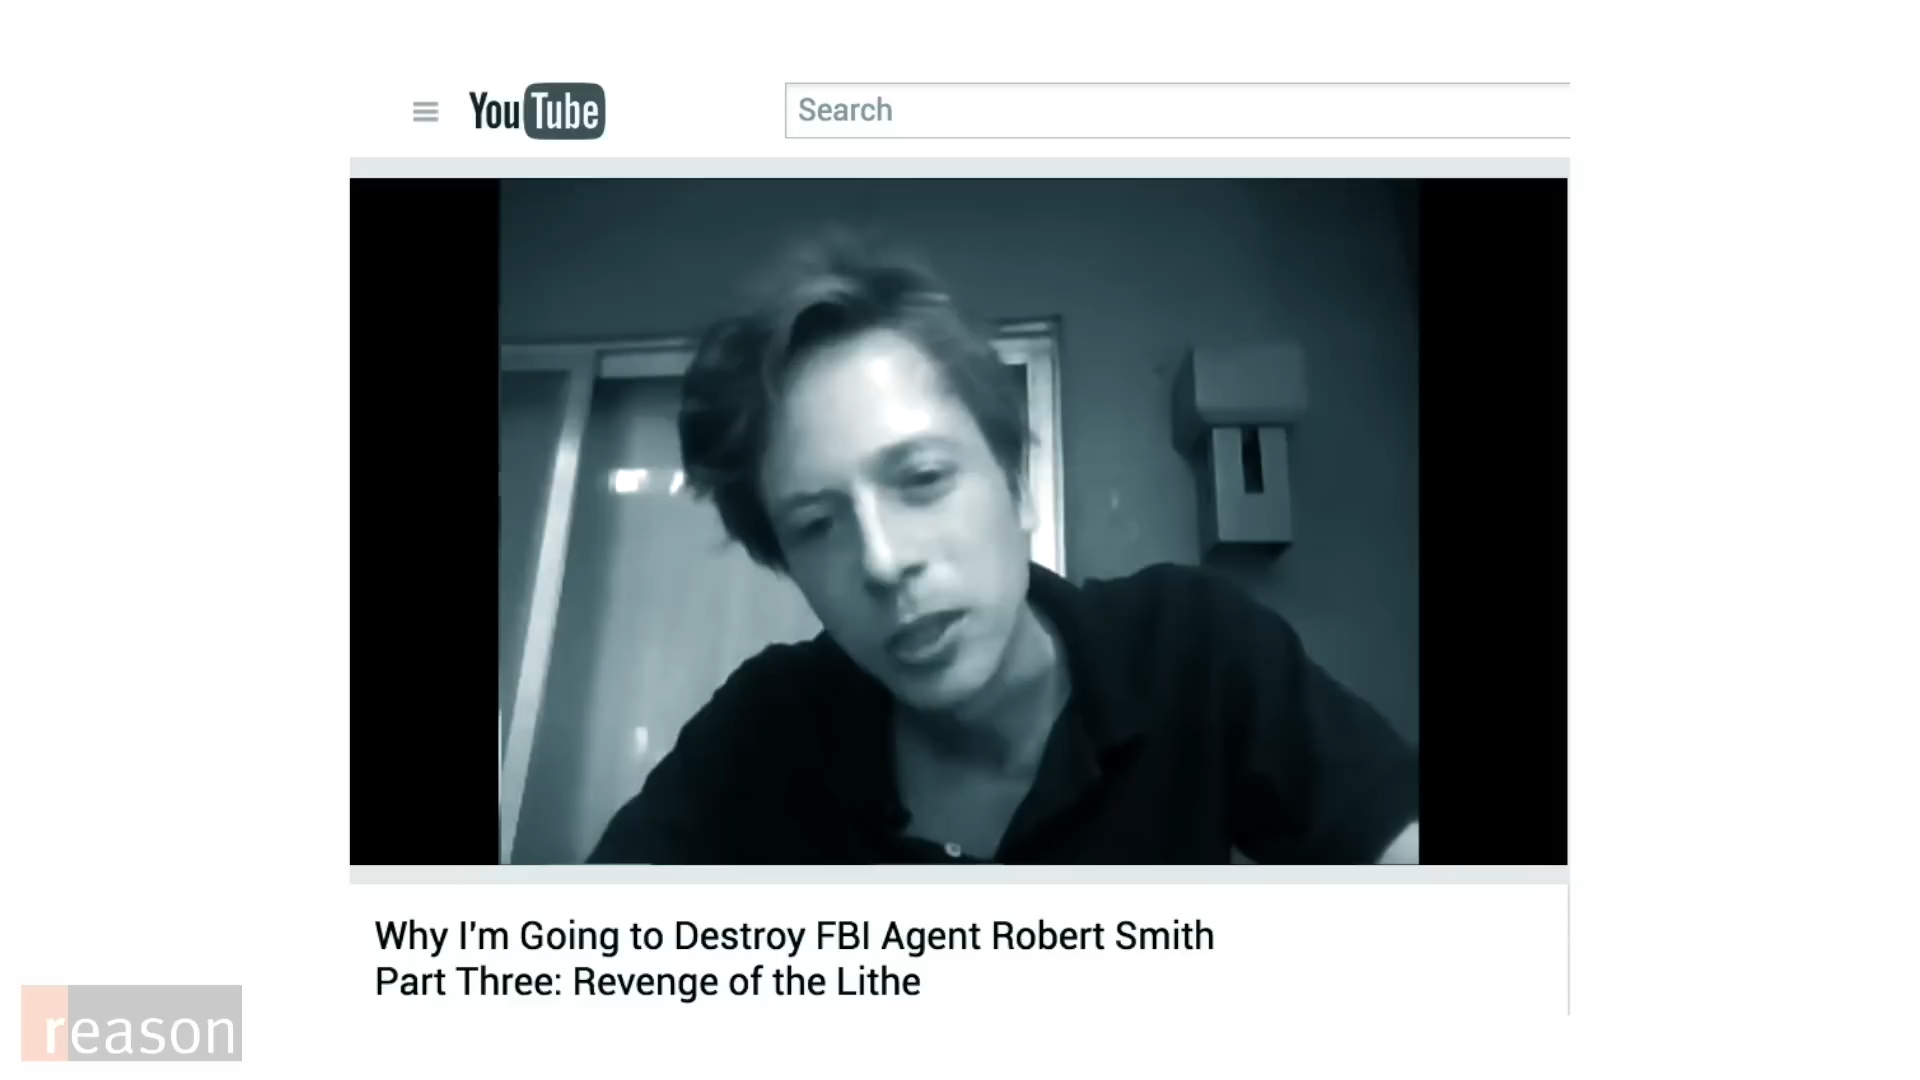 YouTube
Search
Why I'm Going to Destroy FBI Agent Robert Smith
Part Three: Revenge of the Lithe
reason